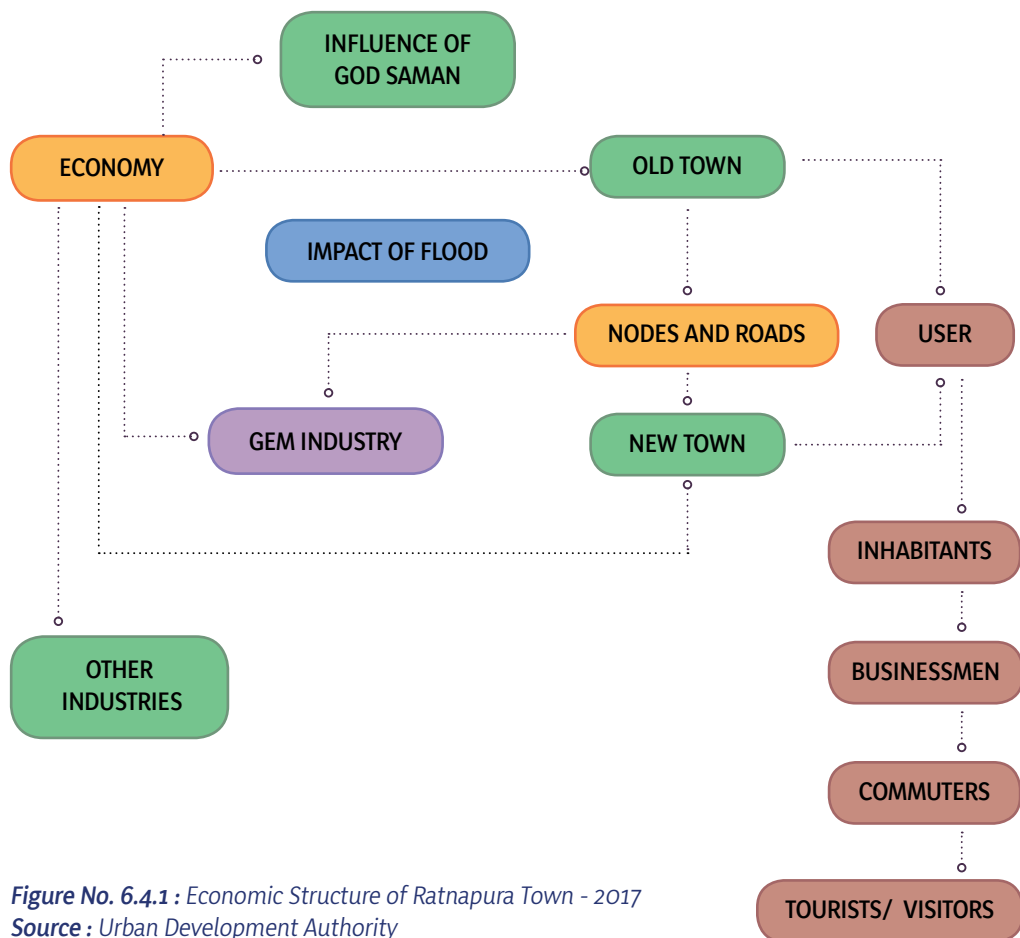 INFLUENCE OF
GOD SAMAN
ECONOMY
OLD TOWN
IMPACT OF FLOOD
NODES AND ROADS
USER
GEM INDUSTRY
NEW TOWN
INHABITANTS
OTHER
INDUSTRIES
BUSINESSMEN
COMMUTERS
TOURISTS/ VISITORS
Figure No. 6.4.1 : Economic Structure of Ratnapura Town - 2017
Source : Urban Development Authority